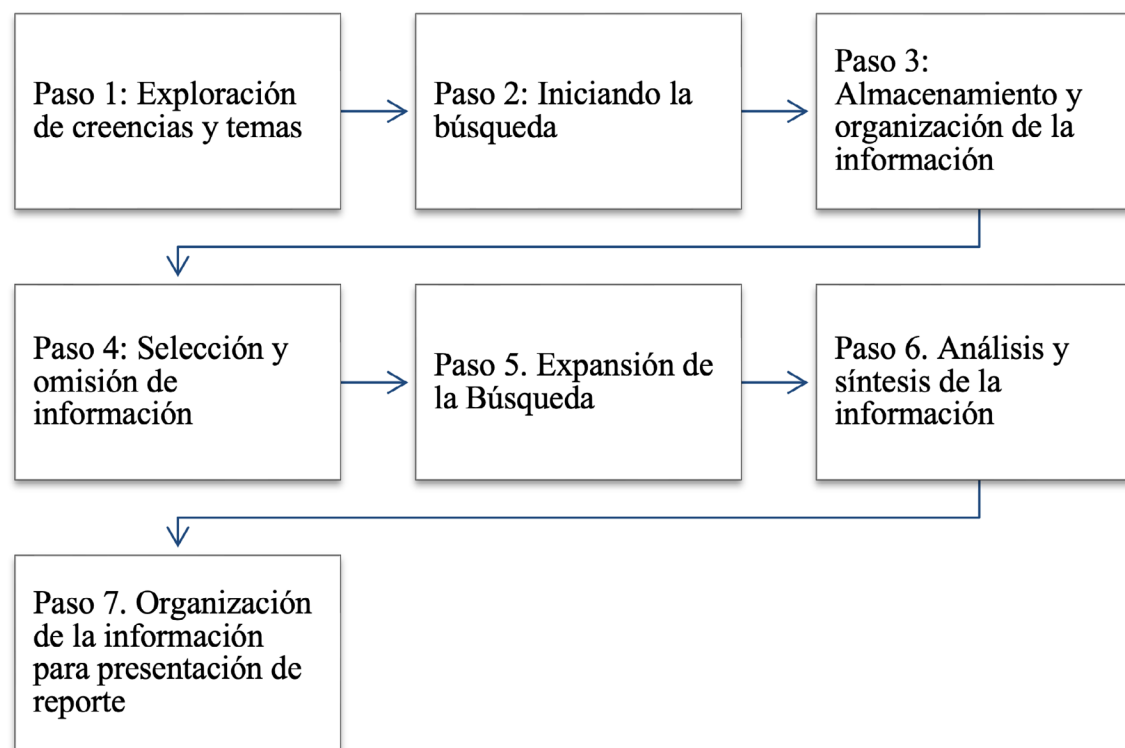 Paso 1: Exploración
de creencias y temas
Paso 2: Iniciando la
búsqueda
Paso 3:
Almacenamiento y
organización de la
información
Paso 4: Selección y
omisión de
información
Paso 5. Expansión de
la Búsqueda
Paso 6. Análisis y
síntesis de la
información
Paso 7. Organización
de la información
para presentación de
reporte